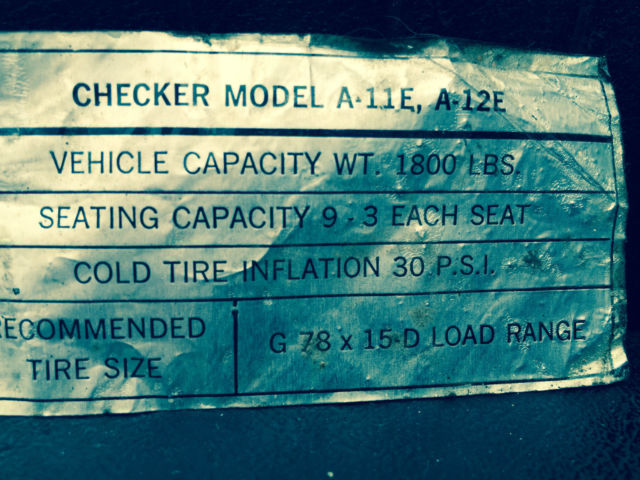 CHECKER MODEL A-11E, A-12E
VEHICLE CAPACITY WT. 1800 LBS.
SEATING CAPACITY 9 - 3 EACH SEAT
COLD TIRE INFLATION 30 P.S.I.
ECOMMENDED
TIRE SIZE
G 78 x 15-D LOAD RANGE